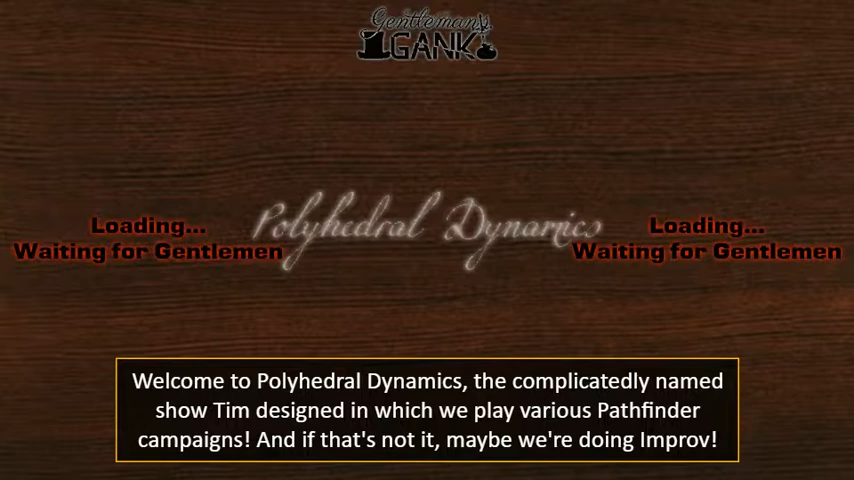 Gentleman's
GANK
Loading...
Waiting for Gentlemen
Polyhedral Dynamics
Loading...
Waiting for Gentlemen
Welcome to Polyhedral Dynamics, the complicatedly named
show Tim designed in which we play various Pathfinder
campaigns! And if that's not it, maybe we're doing Improv!